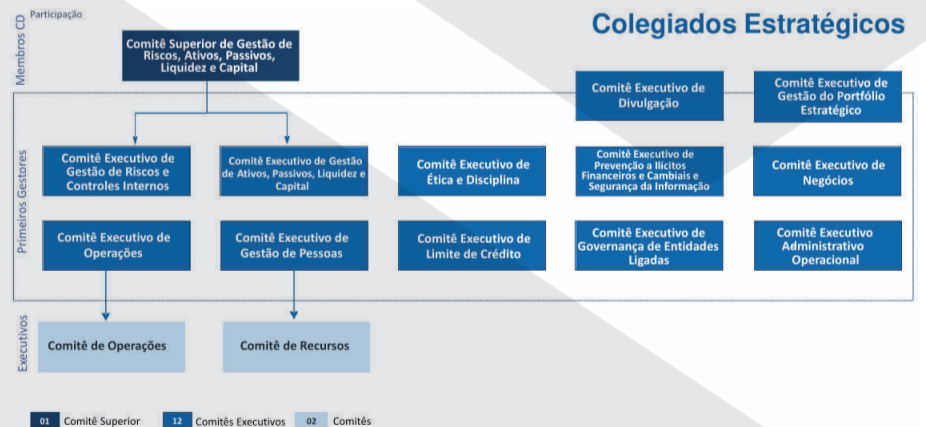 Participação
Membros CD
Colegiados Estratégicos
Comitê Superior de Gestão de
Riscos, Ativos, Passivos,
Liquidez e Capital
Comitê Executivo de
Divulgação
Comitê Executivo de
Gestão do Portfólio
Estratégico
Primeiros Gestores
Comitê Executivo de
Gestão de Riscos e
Controles Internos
Comitê Executivo de Gestão
de Ativos, Passivos, Liquidez e
Capital
Comitê Executivo de
Ética e Disciplina
Comitê Executivo de
Prevenção a Ilícitos
Financeiros e Cambiais e
Segurança da Informação
Comitê Executivo de
Negócios
Comitê Executivo de
Operações
Comitê Executivo de
Gestão de Pessoas
Comitê Executivo de
Limite de Crédito
Comitê Executivo de
Governança de Entidades
Ligadas
Comitê Executivo
Administrativo
Operacional
Executivos
Comitê de Operações
Comitê de Recursos
01 Comitê Superior
12 Comitês Executivos
02 Comitês